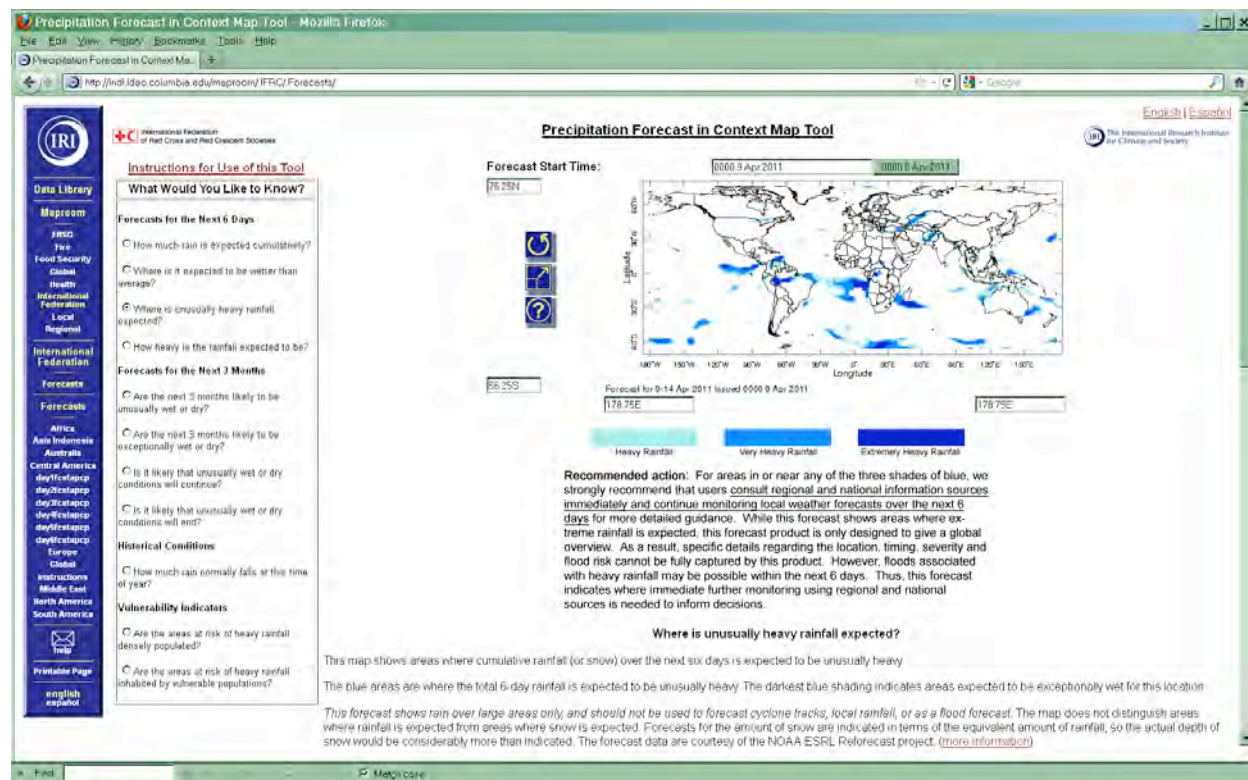 Precipitation Forecast in Context Map Tool - Mozilla Firefox
File Edit View History Bookmarks Tools Help
Precipitation Forecast in Context Ma...
http://iridl.ldeo.columbia.edu/maproom/IFRC/Forecasts/
Google
English | Español
IRI
International Federation
of Red Cross and Red Crescent Societies
Precipitation Forecast in Context Map Tool
IRI The International Research Institute
for Climate and Society
Instructions for Use of this Tool
What Would You Like to Know?
Forecasts for the Next 6 Days
How much rain is expected cumulatively?
Where is it expected to be wetter than
average?
Where is unusually heavy rainfall
expected?
How heavy is the rainfall expected to be?
Forecasts for the Next 3 Months
Are the next 3 months likely to be
unusually wet or dry?
Are the next 3 months likely to be
exceptionally wet or dry?
Is it likely that unusually wet or dry
conditions will continue?
Is it likely that unusually wet or dry
conditions will end?
Historical Conditions
How much rain normally falls at this time
of year?
Vulnerability Indicators
Are the areas at risk of heavy rainfall
densely populated?
Are the areas at risk of heavy rainfall
inhabited by vulnerable populations?
Data Library
Maproom
ENSO
Fire
Food Security
Global
Health
International
Federation
Local
Regional
International
Federation
Forecasts
Forecasts
Africa
Asia Indonesia
Australia
Central America
day1fcstapcp
day2fcstapcp
day3fcstapcp
day4fcstapcp
day5fcstapcp
day6fcstapcp
Europe
Global
instructions
Middle East
North America
South America
help
Printable Page
english
español
Forecast Start Time:
0000 9 Apr 2011
76.25N
Latitude
180°W 150°W 120°W 90°W 60°W 30°W 0° 30°E 60°E 90°E 120°E 150°E
Longitude
66.25S
Forecast for 9-14 Apr 2011 Issued 0000 9 Apr 2011
178.75E
178.75E
Heavy Rainfall
Very Heavy Rainfall
Extremery Heavy Rainfall
Recommended action: For areas in or near any of the three shades of blue, we
strongly recommend that users consult regional and national information sources
immediately and continue monitoring local weather forecasts over the next 6
days for more detailed guidance. While this forecast shows areas where ex-
treme rainfall is expected, this forecast product is only designed to give a global
overview. As a result, specific details regarding the location, timing, severity and
flood risk cannot be fully captured by this product. However, floods associated
with heavy rainfall may be possible within the next 6 days. Thus, this forecast
indicates where immediate further monitoring using regional and national
sources is needed to inform decisions.
Where is unusually heavy rainfall expected?
This map shows areas where cumulative rainfall (or snow) over the next six days is expected to be unusually heavy
The blue areas are where the total 6-day rainfall is expected to be unusually heavy. The darkest blue shading indicates areas expected to be exceptionally wet for this location
This forecast shows rain over large areas only, and should not be used to forecast cyclone tracks, local rainfall, or as a flood forecast. The map does not distinguish areas
where rainfall is expected from areas where snow is expected. Forecasts for the amount of snow are indicated in terms of the equivalent amount of rainfall, so the actual depth of
snow would be considerably more than indicated. The forecast data are courtesy of the NOAA ESRL Reforecast project. (more information)
Find:
Match case